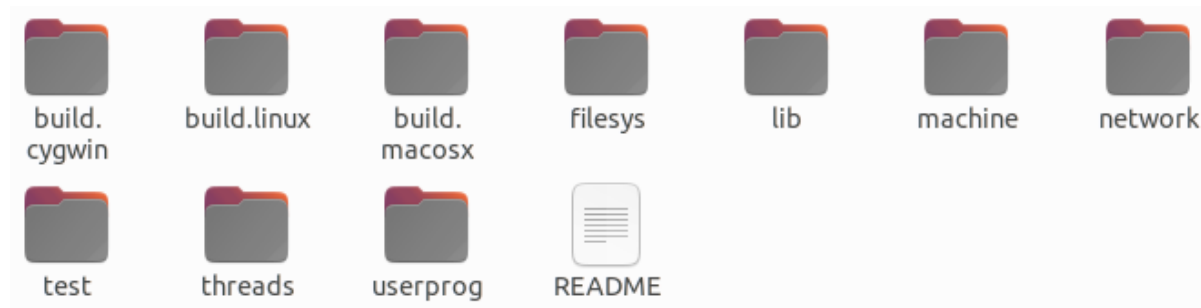 build.
cygwin
build.linux
build.
macosx
filesys
lib
machine
network
test
threads
userprog
README